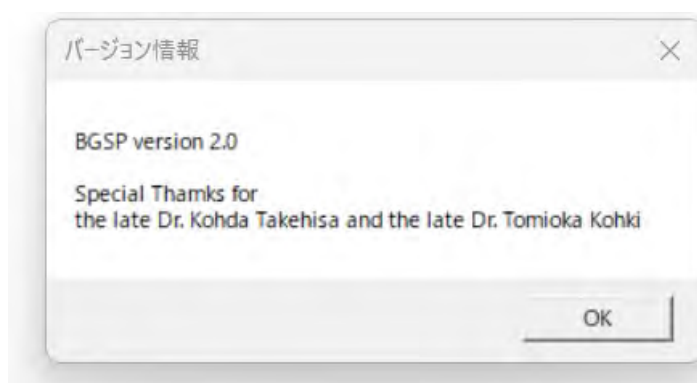 バージョン情報
BGSP version 2.0
Special Thamks for
the late Dr. Kohda Takehisa and the late Dr. Tomioka Kohki
OK